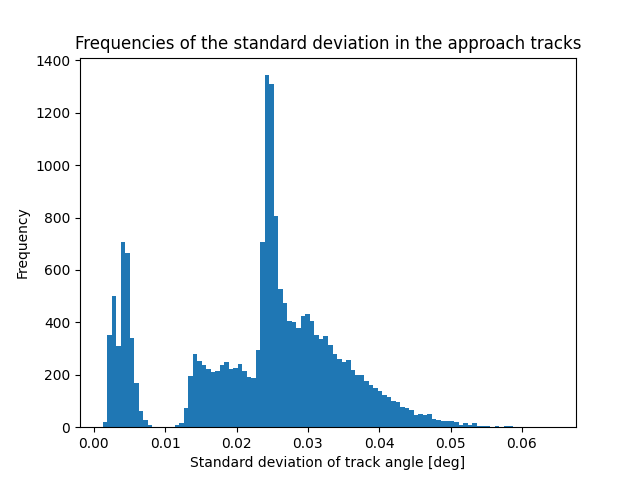 Frequencies of the standard deviation in the approach tracks
1400
1200
1000
800
600
400
200
0
Frequency
0.00 0.01 0.02 0.03 0.04 0.05 0.06
Standard deviation of track angle [deg]